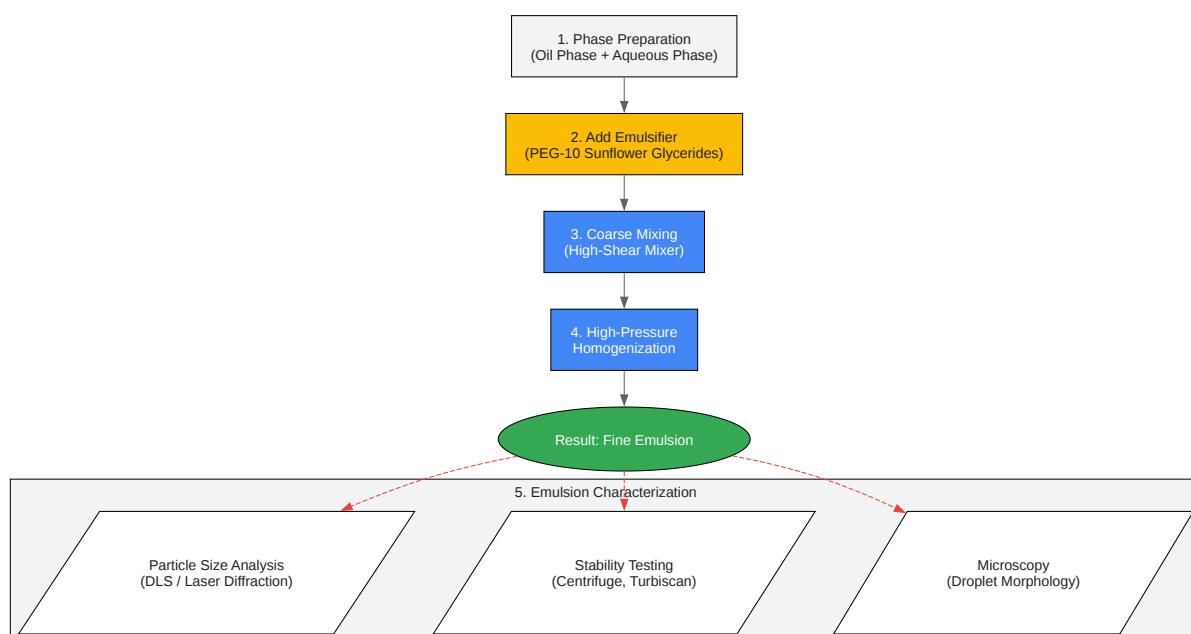 1. Phase Preparation
(Oil Phase + Aqueous Phase)
2. Add Emulsifier
(PEG-10 Sunflower Glycerides)
3. Coarse Mixing
(High-Shear Mixer)
4. High-Pressure
Homogenization
Result: Fine Emulsion
5. Emulsion Characterization
Particle Size Analysis
(DLS / Laser Diffraction)
Stability Testing
(Centrifuge, Turbiscan)
Microscopy
(Droplet Morphology)